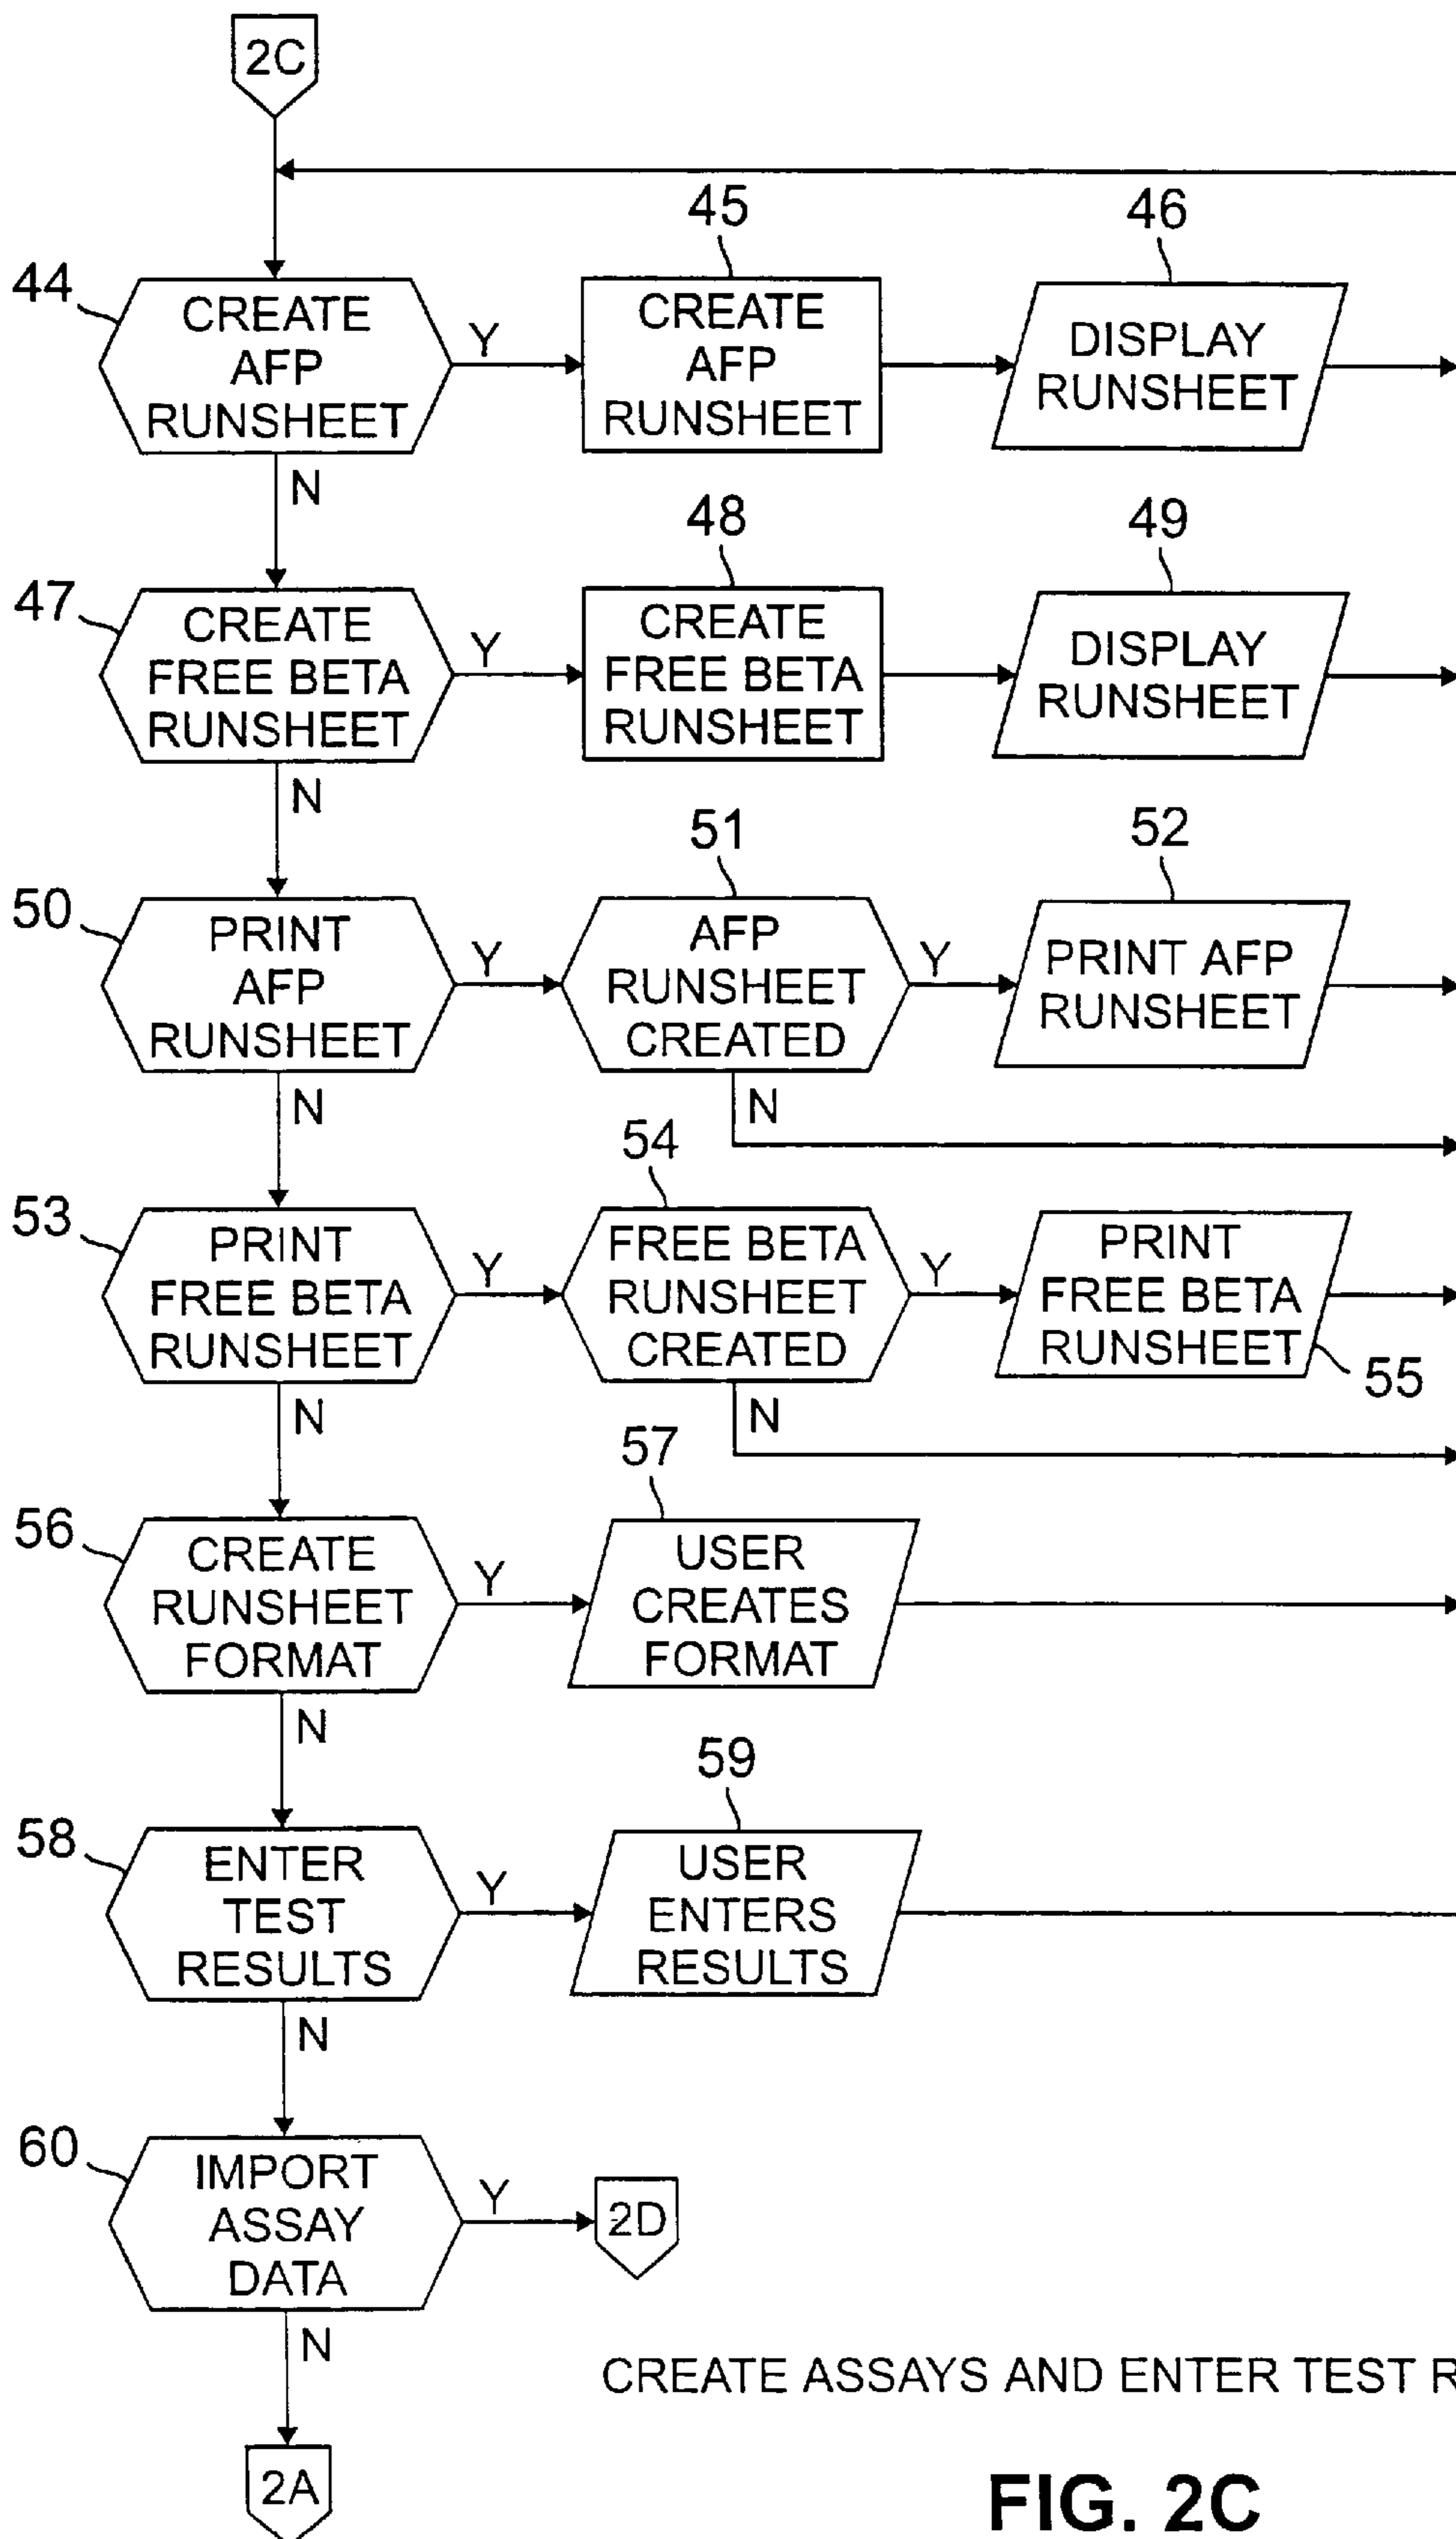 2C
44
CREATE
AFP
RUNSHEET
Y
N
45
CREATE
AFP
RUNSHEET
46
DISPLAY
RUNSHEET
47
CREATE
FREE BETA
RUNSHEET
Y
N
48
CREATE
FREE BETA
RUNSHEET
49
DISPLAY
RUNSHEET
50
PRINT
AFP
RUNSHEET
Y
N
51
AFP
RUNSHEET
CREATED
Y
N
52
PRINT AFP
RUNSHEET
53
PRINT
FREE BETA
RUNSHEET
Y
N
54
FREE BETA
RUNSHEET
CREATED
Y
N
PRINT
FREE BETA
RUNSHEET
55
56
CREATE
RUNSHEET
FORMAT
Y
N
57
USER
CREATES
FORMAT
58
ENTER
TEST
RESULTS
Y
N
59
USER
ENTERS
RESULTS
60
IMPORT
ASSAY
DATA
Y
N
2D
2A
CREATE ASSAYS AND ENTER TEST R
FIG. 2C